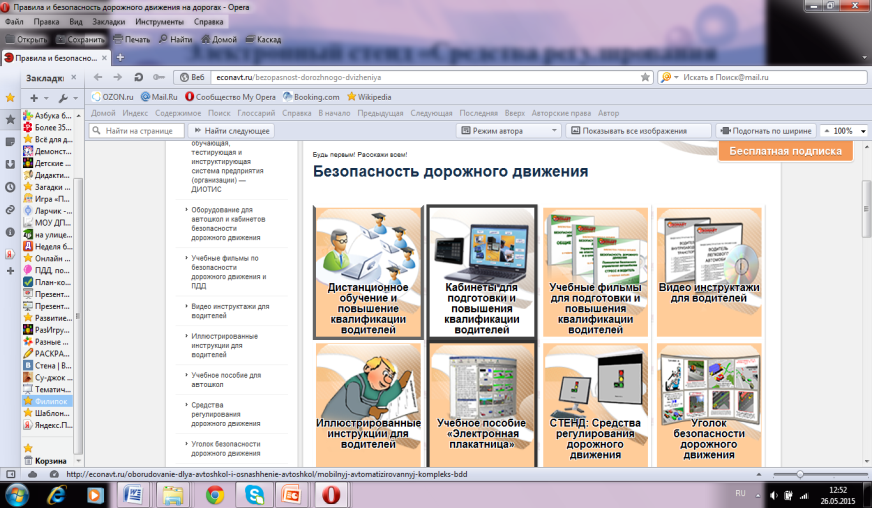 Правила и безопасность дорожного движения на дорогах - Opera
Файл Правка Вид Закладки Инструменты Справка
Открыть Сохранить Печать Найти Домой Каскад
Правила и безопасно...
Закладки
Веб econavt.ru/bezopasnost-dorozhnogo-dvizheniya
Искать в Поиск@mail.ru
OZON.ru @Mail.Ru Сообщество My Opera Booking.com Wikipedia
Домой Индекс Содержимое Поиск Глоссарий Справка В начало Предыдущая Следующая Последняя Вверх Авторские права Автор
Найти на странице Найти следующее Режим автора Показывать все изображения Подогнать по ширине 100%
Азбука б...
Более 35...
Всё для д...
Демонст...
Детские ...
Дидакти...
Загадки ...
Игра «П...
Ларчик -...
МОУ ДП...
на улице...
Неделя б...
Онлайн ...
ПДД, по...
План-ко...
Презент...
Презент...
Развитие...
РазИгру...
Разные ...
РАСКРА...
Стена | В...
Су-джок ...
Тематич...
Филипок
Шаблон...
Яндекс.П...
Корзина
обучающая,
тестирующая и
инструктирующая
система предприятия
(организации) —
ДИОТИС
Оборудование для
автошкол и кабинетов
безопасности
дорожного движения
Учебные фильмы по
безопасности дорожного
движения и
ПДД
Видео инструктажи для
водителей
Иллюстрированные
инструкции для
водителей
Учебное пособие для
автошкол
Средства
регулирования
дорожного движения
Уголок безопасности
дорожного движения
Бесплатная подписка
Будь первым! Расскажи всем!
Безопасность дорожного движения
Дистанционное
обучение и
повышение
квалификации
водителей
Кабинеты для
подготовки и
повышения
квалификации
водителей
Учебные фильмы
для подготовки и
повышения
квалификации
водителей
Видео инструктажи
для водителей
Иллюстрированные
инструкции для
водителей
Учебное пособие
«Электронная
плакатница»
СТЕНД: Средства
регулирования
дорожного
движения
Уголок
безопасности
дорожного
движения
http://econavt.ru/oborudovanie-dlya-avtoshkol-i-osnashhenie-avtoshkol/mobilnyj-avtomatizirovannyj-kompleks-bdd
RU
12:52
26.05.2015